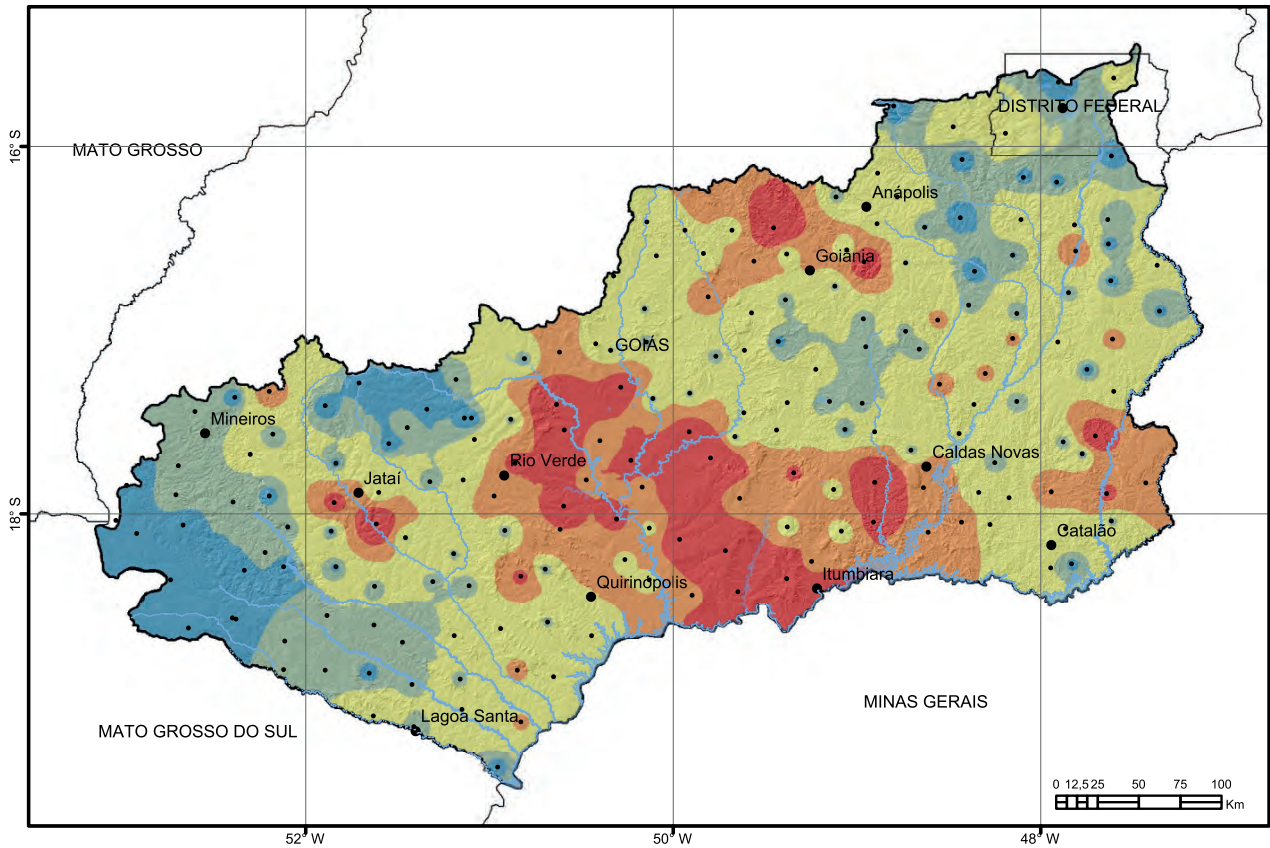 DISTRITO FEDERAL
16° S
MATO GROSSO
Anápolis
Goiânia
GOIÁS
Mineiros
Caldas Novas
Rio Verde
Jataí
18° S
Catalão
Itumbiara
Quirinópolis
MINAS GERAIS
Lagoa Santa
MATO GROSSO DO SUL
0 12,5 25 50 75 100
Km
52° W 50° W 48° W